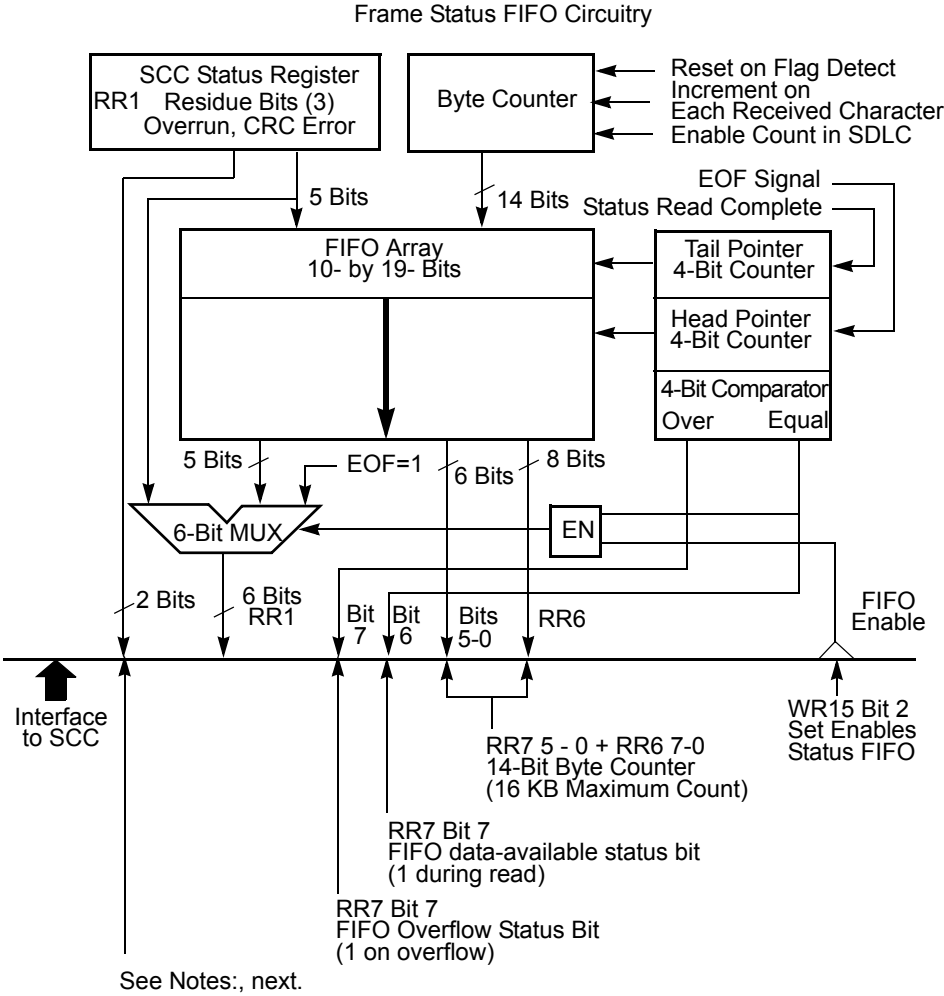 Frame Status FIFO Circuitry
SCC Status Register
RR1 Residue Bits (3)
Overrun, CRC Error
Byte Counter
Reset on Flag Detect
Increment on
Each Received Character
Enable Count in SDLC
5 Bits
14 Bits
EOF Signal
Status Read Complete
FIFO Array
10- by 19- Bits
Tail Pointer
4-Bit Counter
Head Pointer
4-Bit Counter
4-Bit Comparator
Over Equal
5 Bits
EOF=1
6 Bits
8 Bits
6-Bit MUX
EN
2 Bits
6 Bits
RR1
Bit
7
Bit
6
Bits
5-0
RR6
FIFO
Enable
Interface
to SCC
WR15 Bit 2
Set Enables
Status FIFO
RR7 5 - 0 + RR6 7-0
14-Bit Byte Counter
(16 KB Maximum Count)
RR7 Bit 7
FIFO data-available status bit
(1 during read)
RR7 Bit 7
FIFO Overflow Status Bit
(1 on overflow)
See Notes:, next.